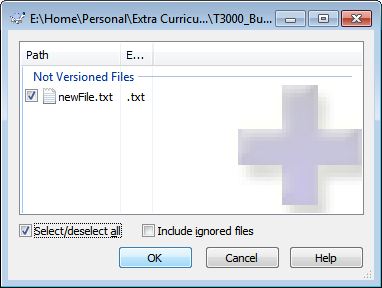 E:\Home\Personal\Extra Curricu...\T3000_Bu...
Path E...
Not Versioned Files
newFile.txt .txt
Select/deselect all Include ignored files
OK Cancel Help